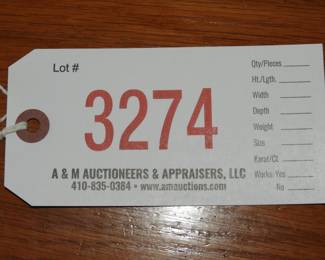 Lot #
3274
A & M AUCTIONEERS & APPRAISERS, LLC
410-835-0384 • www.amauctions.com
Qty/Pieces
Ht./Lgth.
Width
Depth
Weight
Size
Karat/Ct.
Works: Yes
No